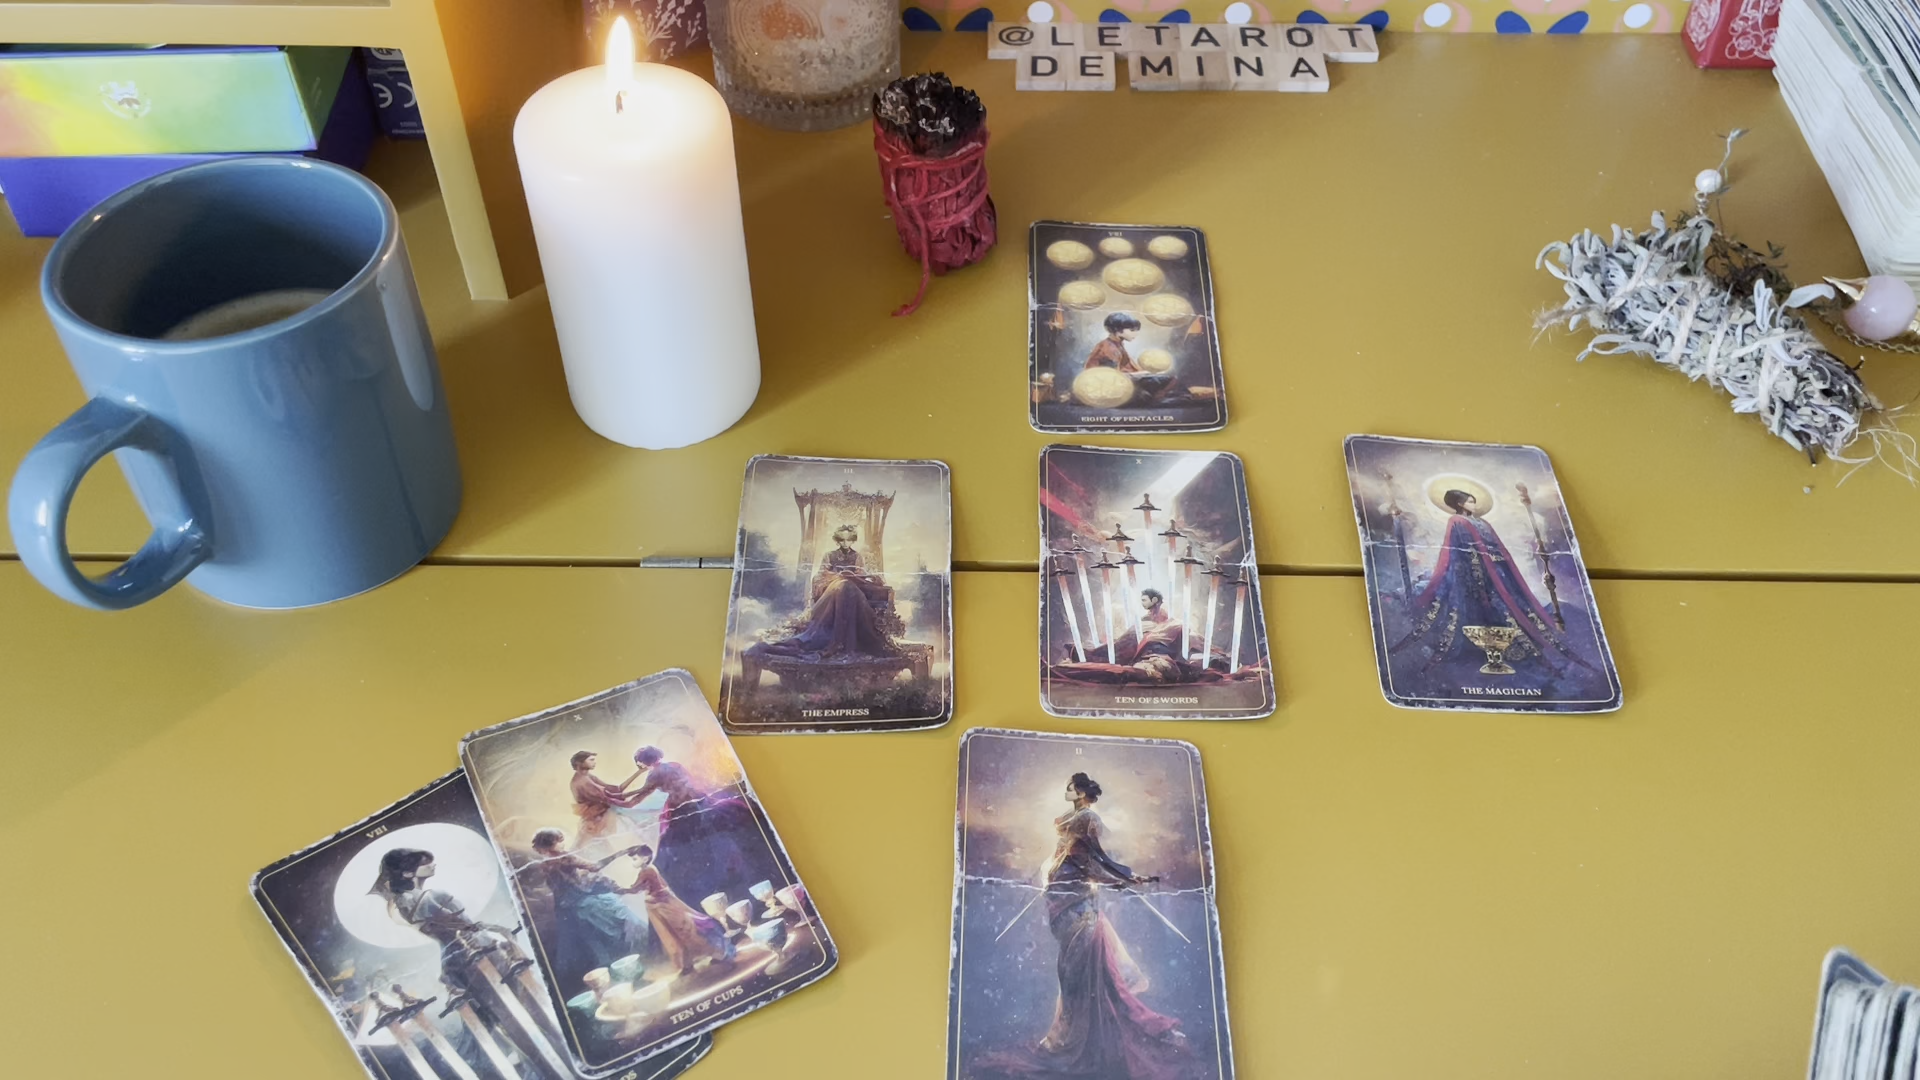 @LETAROT
DEMINA
VIII
EIGHT OF PENTACLES
III
THE EMPRESS
X
TEN OF SWORDS
I
THE MAGICIAN
X
TEN OF CUPS
VIII
II
CE